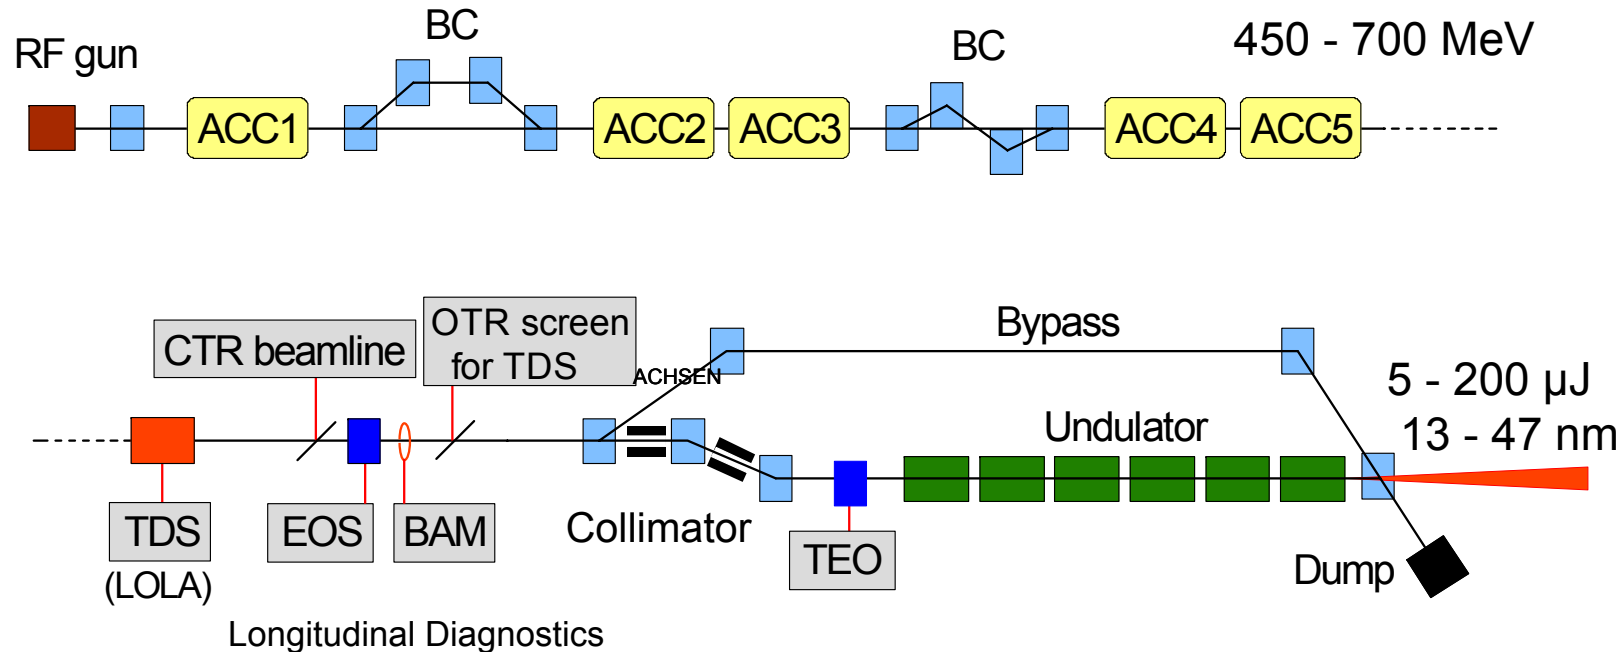 RF gun
BC
BC
450 - 700 MeV
ACC1
ACC2
ACC3
ACC4
ACC5
CTR beamline
OTR screen
for TDS
ACHSEN
Bypass
5 - 200 µJ
13 - 47 nm
Undulator
TDS
(LOLA)
EOS
BAM
Collimator
TEO
Dump
Longitudinal Diagnostics